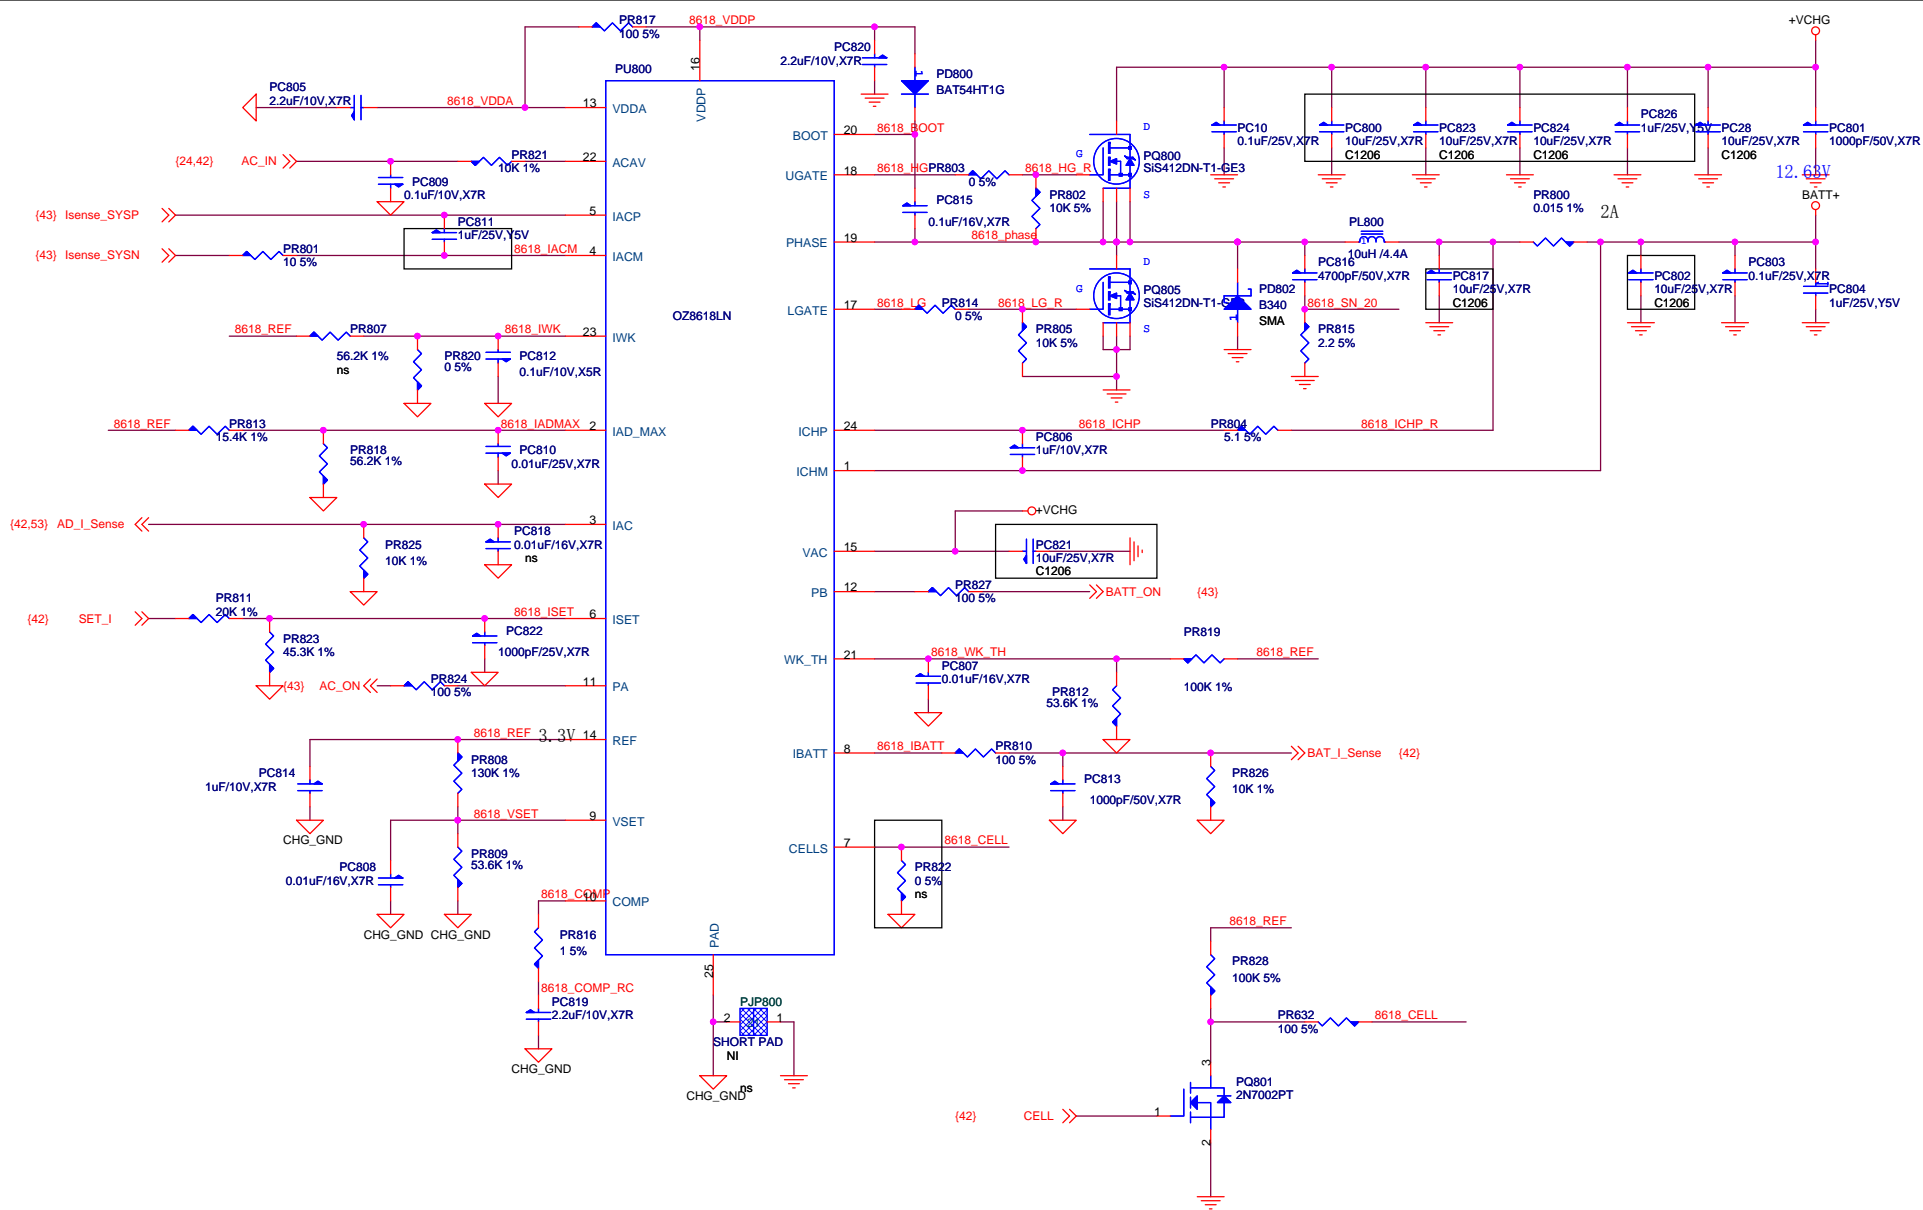 PR817
100 5%
8618_VDDP
+VCHG
PC820
2.2uF/10V,X7R
PD800
BAT54HT1G
PU800
16
VDDP
PC805
2.2uF/10V,X7R
8618_VDDA
13
VDDA
{24,42}
AC_IN
PR821
10K 1%
22
ACAV
PC809
0.1uF/10V,X7R
{43}
Isense_SYSP
5
IACP
PC811
1uF/25V,Y5V
{43}
Isense_SYSN
PR801
10 5%
8618_IACM
4
IACM
8618_REF
PR807
56.2K 1%
ns
8618_IWK
23
IWK
PR820
0 5%
PC812
0.1uF/10V,X5R
8618_REF
PR813
15.4K 1%
8618_IADMAX
2
IAD_MAX
PR818
56.2K 1%
PC810
0.01uF/25V,X7R
{42,53}
AD_I_Sense
3
IAC
PR825
10K 1%
PC818
0.01uF/16V,X7R
ns
{42}
SET_I
PR811
20K 1%
8618_ISET
6
ISET
PR823
45.3K 1%
PC822
1000pF/25V,X7R
{43}
AC_ON
PR824
100 5%
11
PA
8618_REF
3.3V
14
REF
PC814
1uF/10V,X7R
CHG_GND
PR808
130K 1%
8618_VSET
9
VSET
PC808
0.01uF/16V,X7R
CHG_GND
PR809
53.6K 1%
CHG_GND
8618_COMP
10
COMP
PR816
1 5%
8618_COMP_RC
PC819
2.2uF/10V,X7R
CHG_GND
PAD
25
PJP800
2
1
SHORT PAD
NI
ns
CHG_GND
OZ8618LN
BOOT
20
8618_BOOT
UGATE
18
8618_HG
PR803
0 5%
8618_HG_R
PC815
0.1uF/16V,X7R
PR802
10K 5%
PHASE
19
8618_phase
D
G
S
PQ800
SiS412DN-T1-GE3
LGATE
17
8618_LG
PR814
0 5%
8618_LG_R
PR805
10K 5%
D
G
S
PQ805
SiS412DN-T1-GE3
PD802
B340
SMA
1
1
PC816
4700pF/50V,X7R
8618_SN_20
PR815
2.2 5%
PL800
10uH /4.4A
PC10
0.1uF/25V,X7R
PC800
10uF/25V,X7R
C1206
PC823
10uF/25V,X7R
C1206
PC824
10uF/25V,X7R
C1206
PC826
1uF/25V,Y5V
PC28
10uF/25V,X7R
C1206
PC801
1000pF/50V,X7R
12.63V
BATT+
PR800
0.015 1%
2A
PC817
10uF/25V,X7R
C1206
PC802
10uF/25V,X7R
C1206
PC803
0.1uF/25V,X7R
PC804
1uF/25V,Y5V
ICHP
24
8618_ICHP
PR804
5.1 5%
8618_ICHP_R
PC806
1uF/10V,X7R
ICHM
1
+VCHG
VAC
15
PC821
10uF/25V,X7R
C1206
PB
12
PR827
100 5%
BATT_ON
{43}
WK_TH
21
8618_WK_TH
PC807
0.01uF/16V,X7R
PR812
53.6K 1%
PR819
100K 1%
8618_REF
IBATT
8
8618_IBATT
PR810
100 5%
BAT_I_Sense
{42}
PC813
1000pF/50V,X7R
PR826
10K 1%
CELLS
7
8618_CELL
PR822
0 5%
ns
8618_REF
PR828
100K 5%
PR632
100 5%
8618_CELL
3
PQ801
2N7002PT
{42}
CELL
1
2